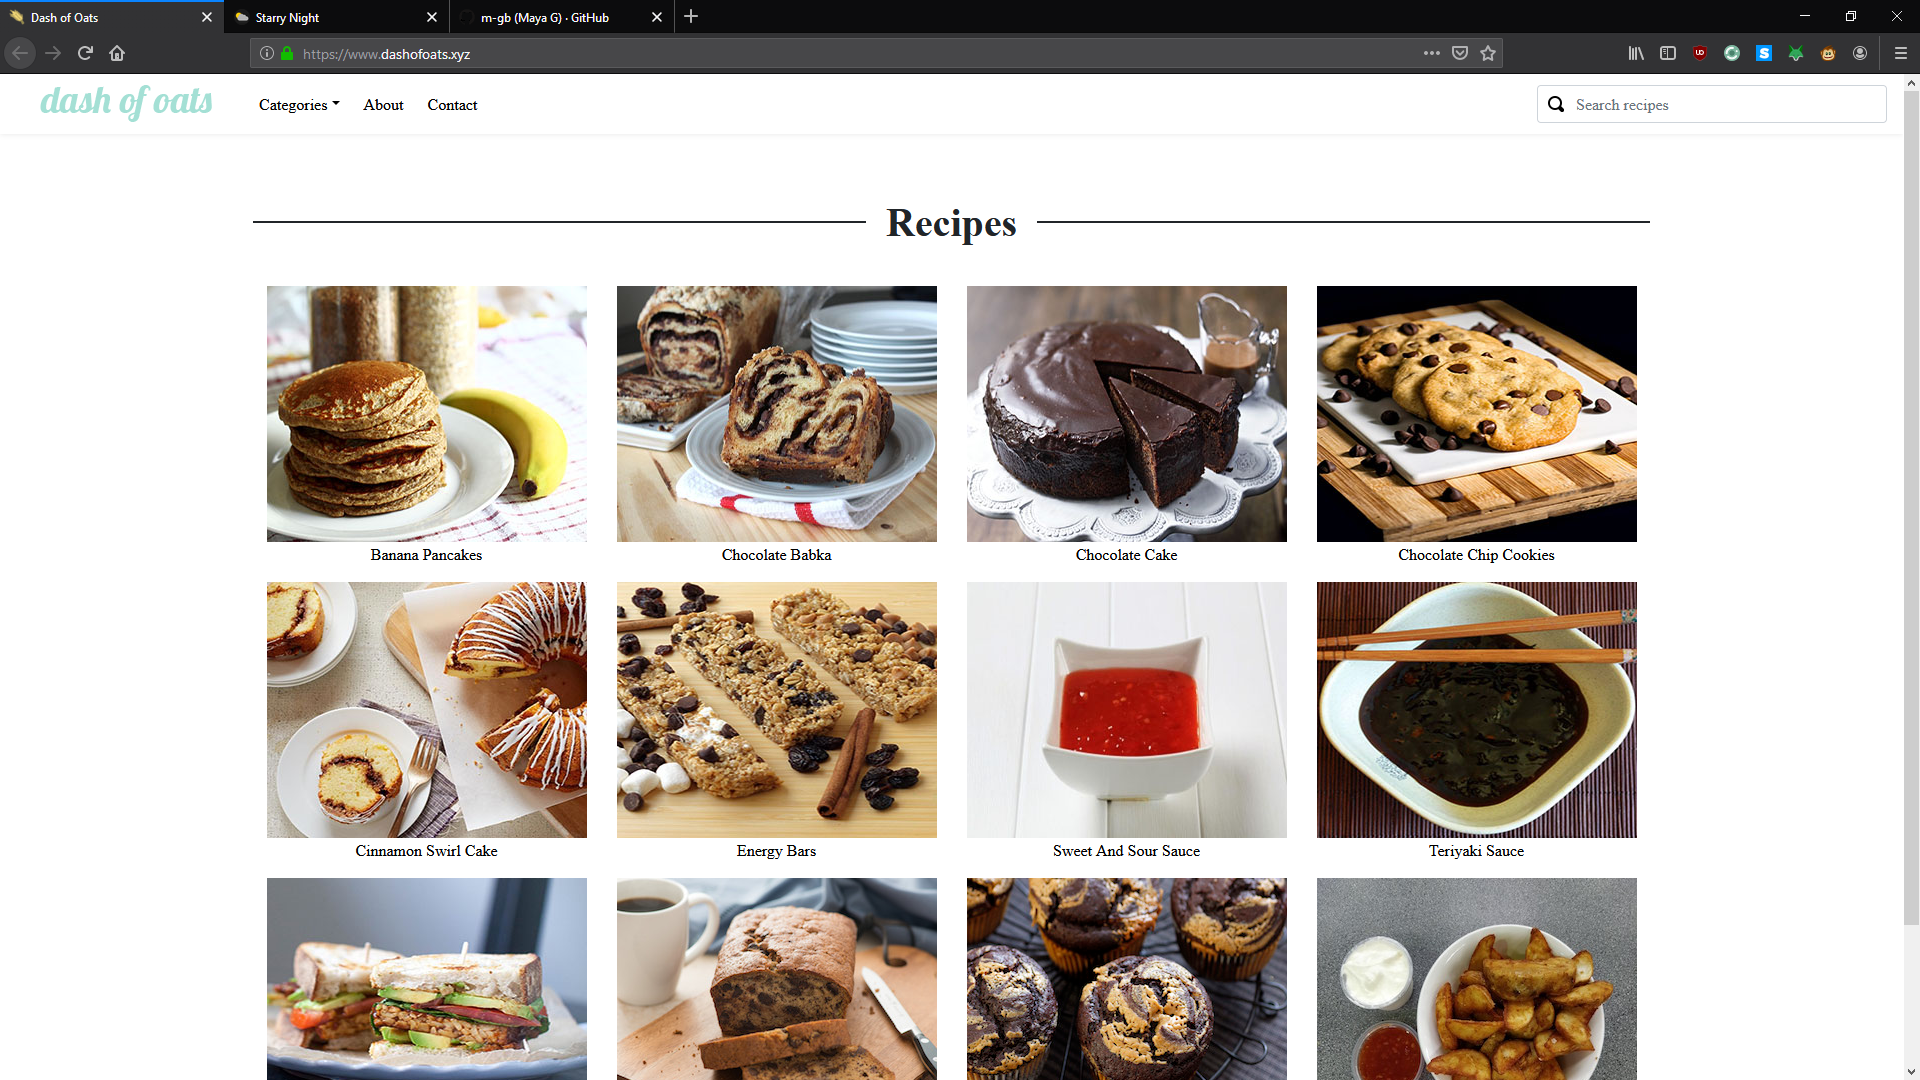 Dash of Oats
Starry Night
m-gb (Maya G) · GitHub
https://www.dashofoats.xyz
dash of oats
Categories
About
Contact
Search recipes
Recipes
Banana Pancakes
Chocolate Babka
Chocolate Cake
Chocolate Chip Cookies
Cinnamon Swirl Cake
Energy Bars
Sweet And Sour Sauce
Teriyaki Sauce